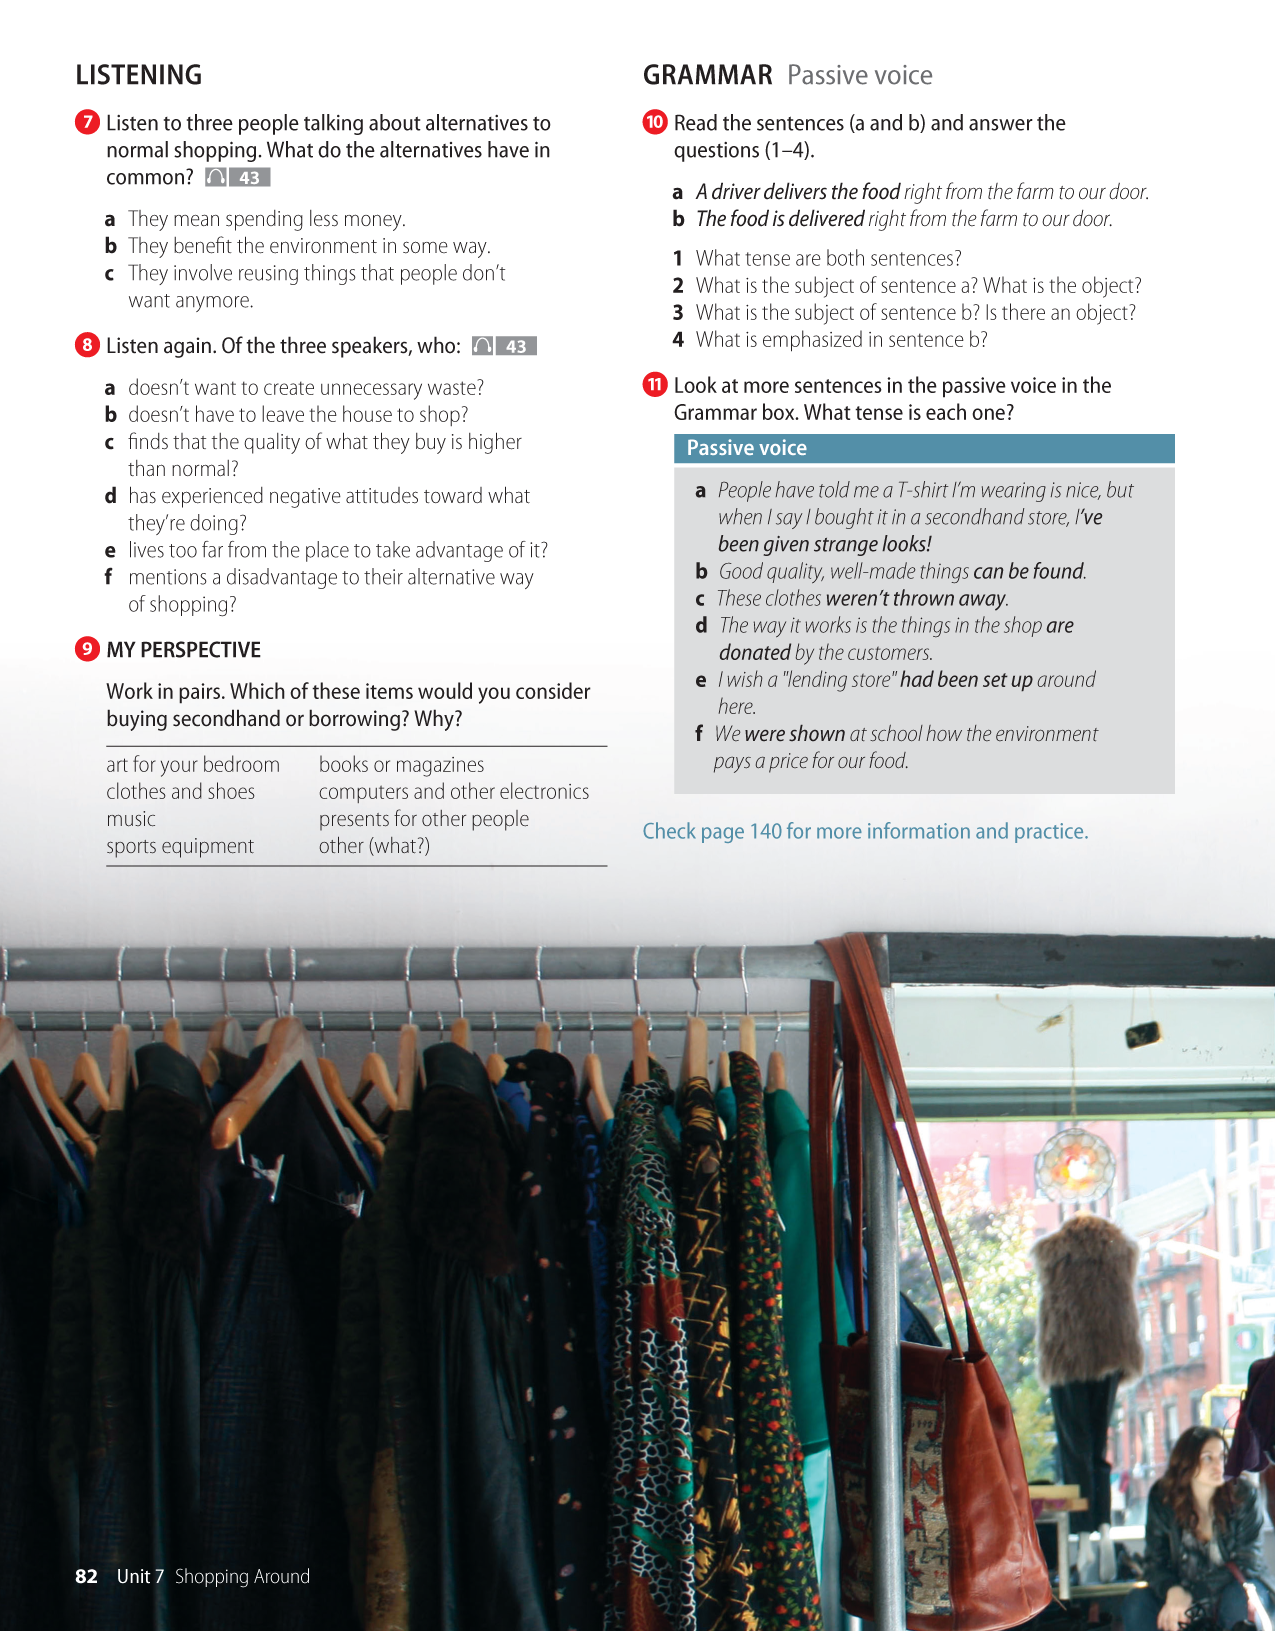 LISTENING
7 Listen to three people talking about alternatives to
normal shopping. What do the alternatives have in
common? 43
a They mean spending less money.
b They benefit the environment in some way.
c They involve reusing things that people don’t
want anymore.
8 Listen again. Of the three speakers, who: 43
a doesn’t want to create unnecessary waste?
b doesn’t have to leave the house to shop?
c finds that the quality of what they buy is higher
than normal?
d has experienced negative attitudes toward what
they’re doing?
e lives too far from the place to take advantage of it?
f mentions a disadvantage to their alternative way
of shopping?
9 MY PERSPECTIVE
Work in pairs. Which of these items would you consider
buying secondhand or borrowing? Why?
art for your bedroom books or magazines
clothes and shoes computers and other electronics
music presents for other people
sports equipment other (what?)
GRAMMAR Passive voice
10 Read the sentences (a and b) and answer the
questions (1–4).
a A driver delivers the food right from the farm to our door.
b The food is delivered right from the farm to our door.
1 What tense are both sentences?
2 What is the subject of sentence a? What is the object?
3 What is the subject of sentence b? Is there an object?
4 What is emphasized in sentence b?
11 Look at more sentences in the passive voice in the
Grammar box. What tense is each one?
Passive voice
a People have told me a T-shirt I’m wearing is nice, but
when I say I bought it in a secondhand store, I’ve
been given strange looks!
b Good quality, well-made things can be found.
c These clothes weren’t thrown away.
d The way it works is the things in the shop are
donated by the customers.
e I wish a "lending store" had been set up around
here.
f We were shown at school how the environment
pays a price for our food.
Check page 140 for more information and practice.
82 Unit 7 Shopping Around